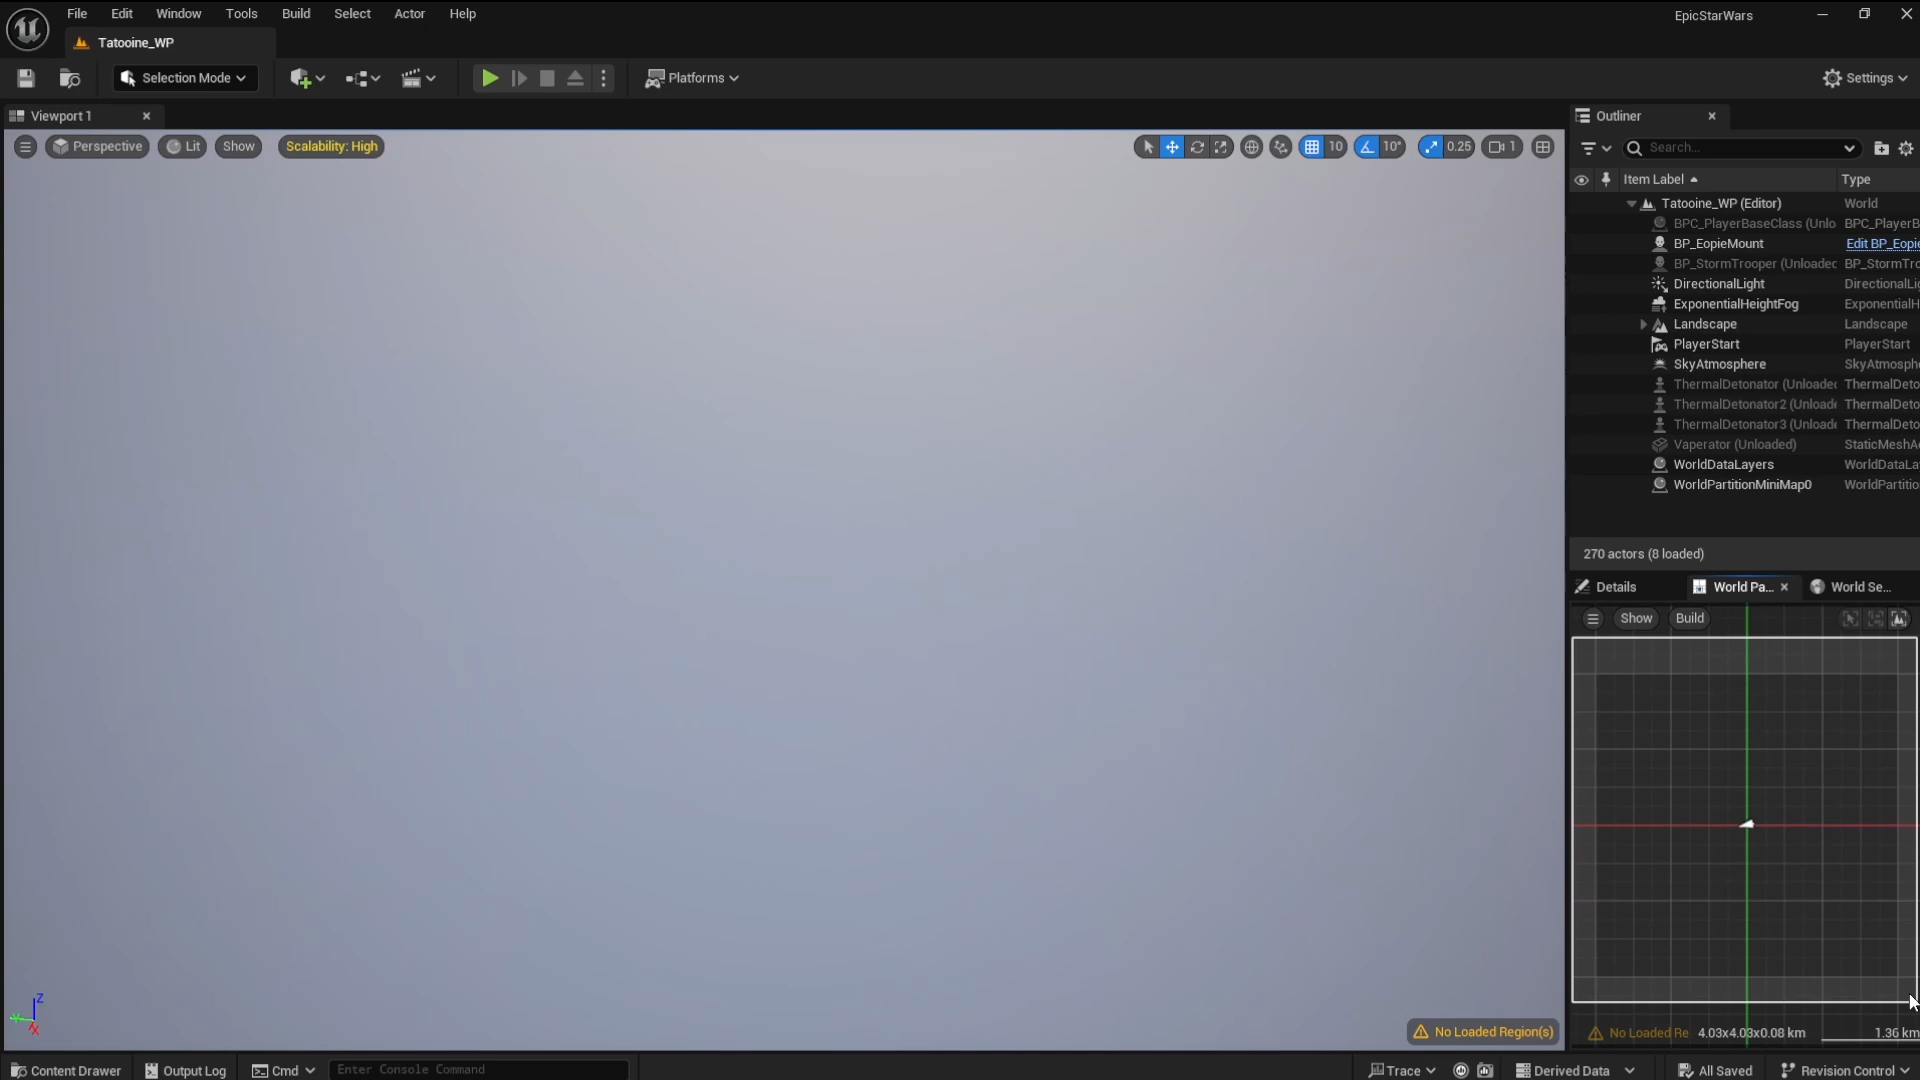 File Edit Window Tools Build Select Actor Help
EpicStarWars
Tatooine_WP
Selection Mode
Platforms
Settings
Viewport 1
Outliner
Perspective Lit Show Scalability: High
10 10° 0.25 1
Search...
Item Label Type
Tatooine_WP (Editor) World
BPC_PlayerBaseClass (Unlo BPC_PlayerB
BP_EopieMount Edit BP_Eopie
BP_StormTrooper (Unloaded BP_StormTro
DirectionalLight DirectionalLig
ExponentialHeightFog ExponentialH
Landscape Landscape
PlayerStart PlayerStart
SkyAtmosphere SkyAtmosph
ThermalDetonator (Unloaded ThermalDeto
ThermalDetonator2 (Unload ThermalDeto
ThermalDetonator3 (Unload ThermalDeto
Vaperator (Unloaded) StaticMeshA
WorldDataLayers WorldDataLa
WorldPartitionMiniMap0 WorldPartitio
270 actors (8 loaded)
Details World Pa... World Se...
Show Build
Z
Y
X
No Loaded Region(s)
No Loaded Re 4.03x4.03x0.08 km 1.36 km
Content Drawer Output Log Cmd Enter Console Command
Trace Derived Data All Saved Revision Control